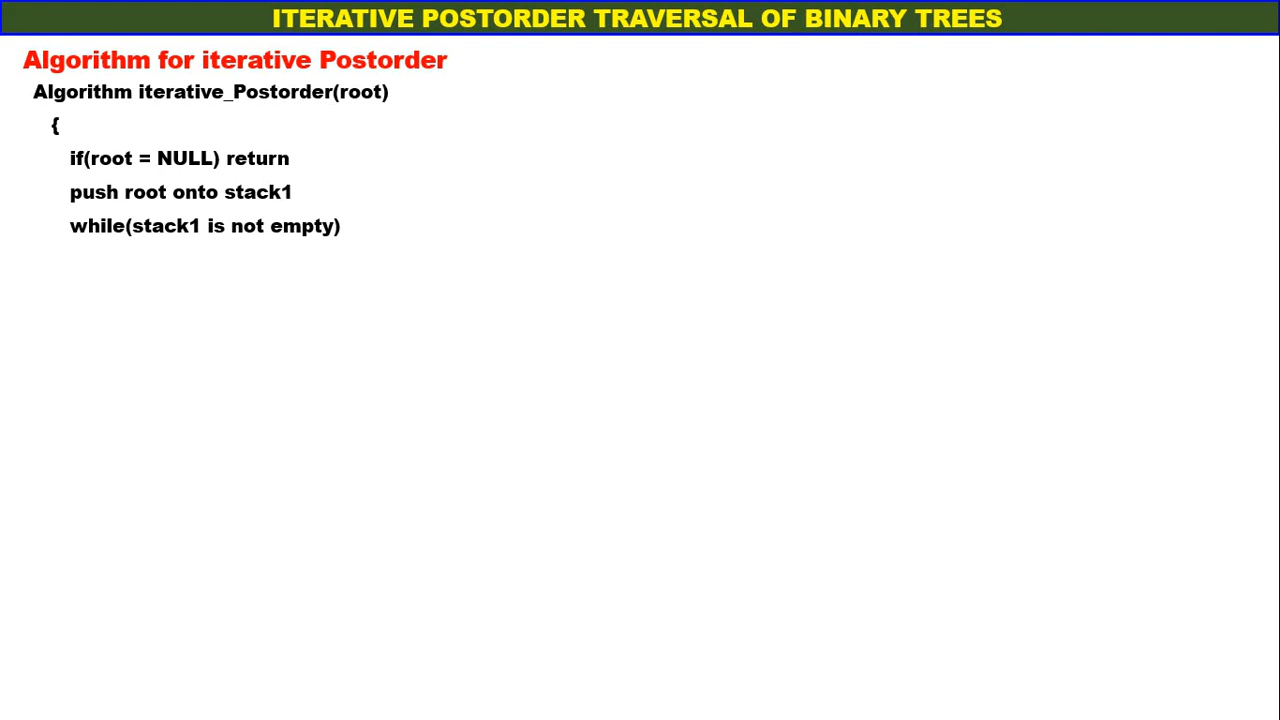 ITERATIVE POSTORDER TRAVERSAL OF BINARY TREES
Algorithm for iterative Postorder
Algorithm iterative_Postorder(root)
{
if(root = NULL) return
push root onto stack1
while(stack1 is not empty)